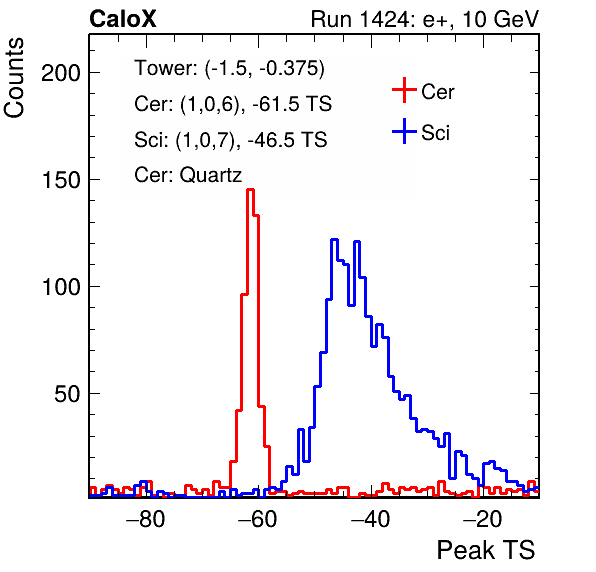 CaloX Run 1424: e+, 10 GeV
Counts
Tower: (-1.5, -0.375)
Cer: (1,0,6), -61.5 TS
Sci: (1,0,7), -46.5 TS
Cer: Quartz
Cer
Sci
200
150
100
50
−80 −60 −40 −20
Peak TS